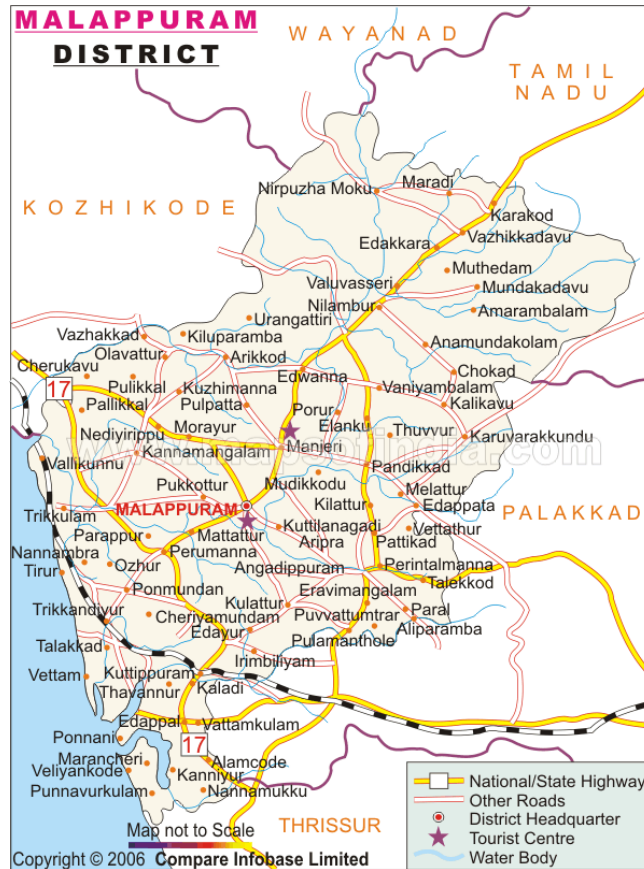 MALAPPURAM
DISTRICT
WAYANAD
TAMIL
NADU
KOZHIKODE
Nirpuzha Moku
Maradi
Karakod
Vazhikkadavu
Edakkara
Muthedam
Valuvasseri
Mundakadavu
Nilambur
Amarambalam
Urangattiri
Kiluparamba
Vazhakkad
Olavattur
Arikkod
Anamundakolam
Cherukavu
Edwanna
Chokad
17
Pulikkal
Kuzhimanna
Vaniyambalam
Pallikkal
Pulpatta
Porur
Kalikavu
Elanku
Nediyirippu
Morayur
Thuvvur
Karuvarakkundu
www.mapsofindia.com
Manjeri
Vallikunnu
Kannamangalam
Pandikkad
Mudikkodu
Pukkottur
Melattur
MALAPPURAM
Kilattur
Edappata
PALAKKAD
Trikkulam
Kuttilanagadi
Vettathur
Parappur
Mattattur
Aripra
Pattikad
Nannambra
Perumanna
Ozhur
Angadippuram
Perintalmanna
Tirur
Talekkod
Ponmundan
Eravimangalam
Trikkandiyur
Kulattur
Cheriyamundam
Puvvattumtrar
Paral
Edayur
Aliparamba
Talakkad
Pulamanthole
Irimbiliyam
Vettam
Kuttippuram
Thavannur
Kaladi
Edappal
Vattamkulam
Ponnani
17
Marancheri
Alamcode
Veliyankode
Kanniyur
Punnavurkulam
Nannamukku
THRISSUR
Map not to Scale
Copyright © 2006 Compare Infobase Limited
17
National/State Highway
Other Roads
District Headquarter
Tourist Centre
Water Body